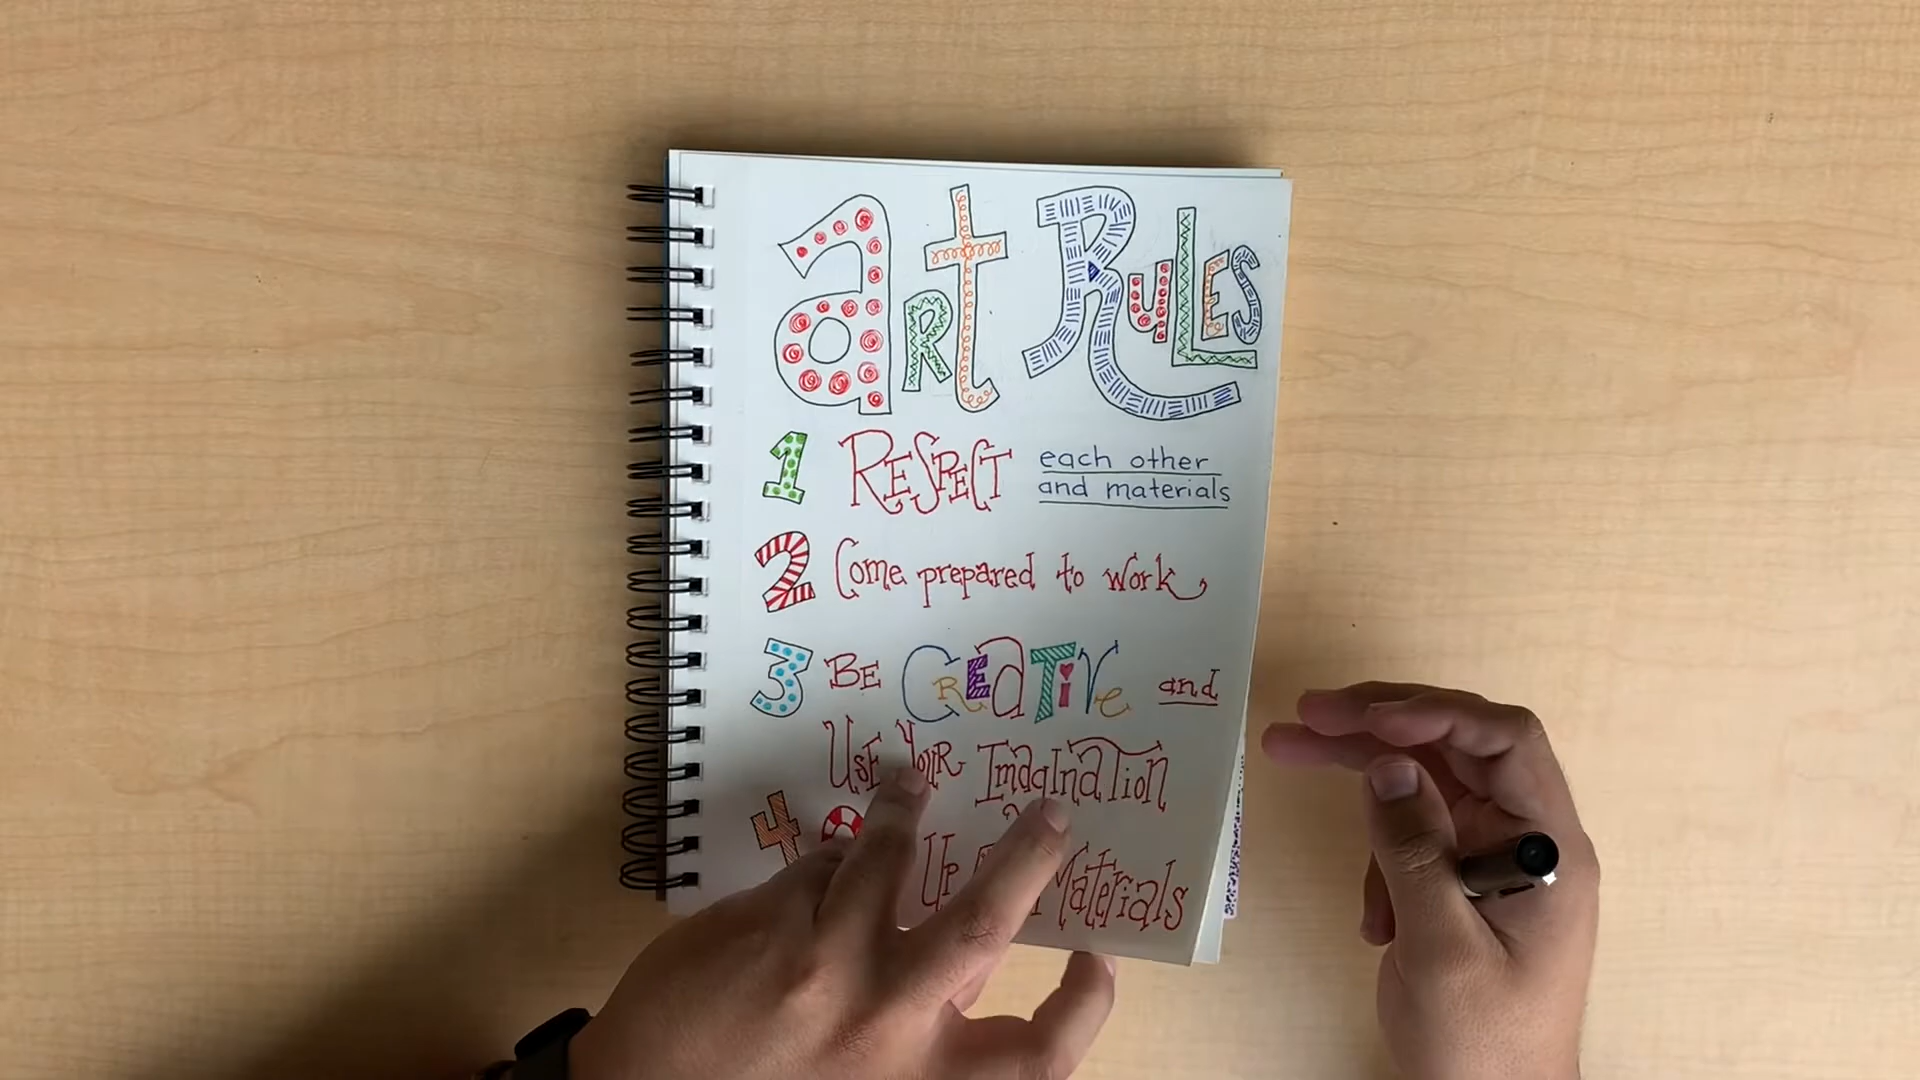 aRt RuLES
1 RESPECT each other
and materials
2 Come prepared to work
3 BE CREaTiVe and
USE YouR ImagInaTion
4
Up Materials